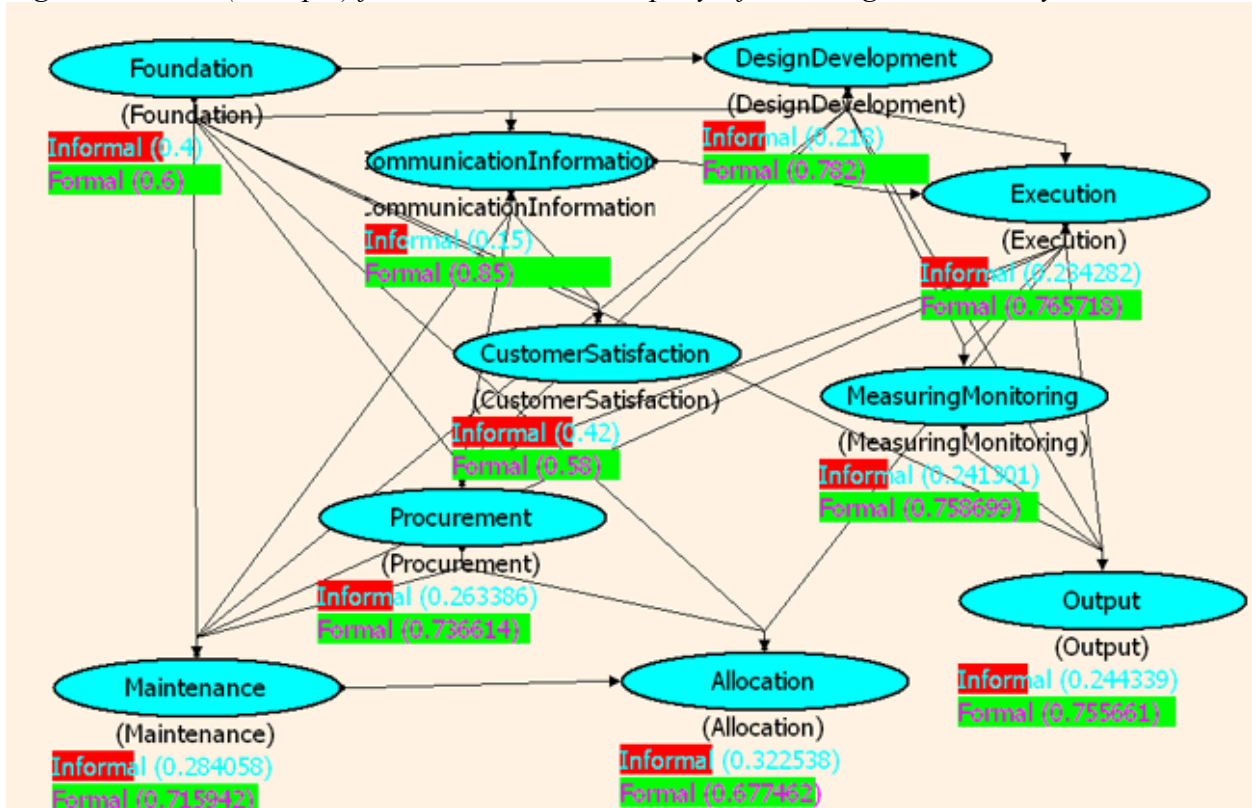 Foundation
(Foundation)
Informal (0.4)
Formal (0.6)
DesignDevelopment
(DesignDevelopment)
Informal (0.218)
Formal (0.782)
ommunicationInformation
ommunicationInformation
Informal (0.15)
Formal (0.85)
Execution
(Execution)
Informal (0.234282)
Formal (0.765718)
CustomerSatisfaction
(CustomerSatisfaction)
Informal (0.42)
Formal (0.58)
MeasuringMonitoring
(MeasuringMonitoring)
Informal (0.241301)
Formal (0.758699)
Procurement
(Procurement)
Informal (0.263386)
Formal (0.736614)
Output
(Output)
Informal (0.244339)
Formal (0.755661)
Maintenance
(Maintenance)
Informal (0.284058)
Formal (0.715942)
Allocation
(Allocation)
Informal (0.322538)
Formal (0.677462)